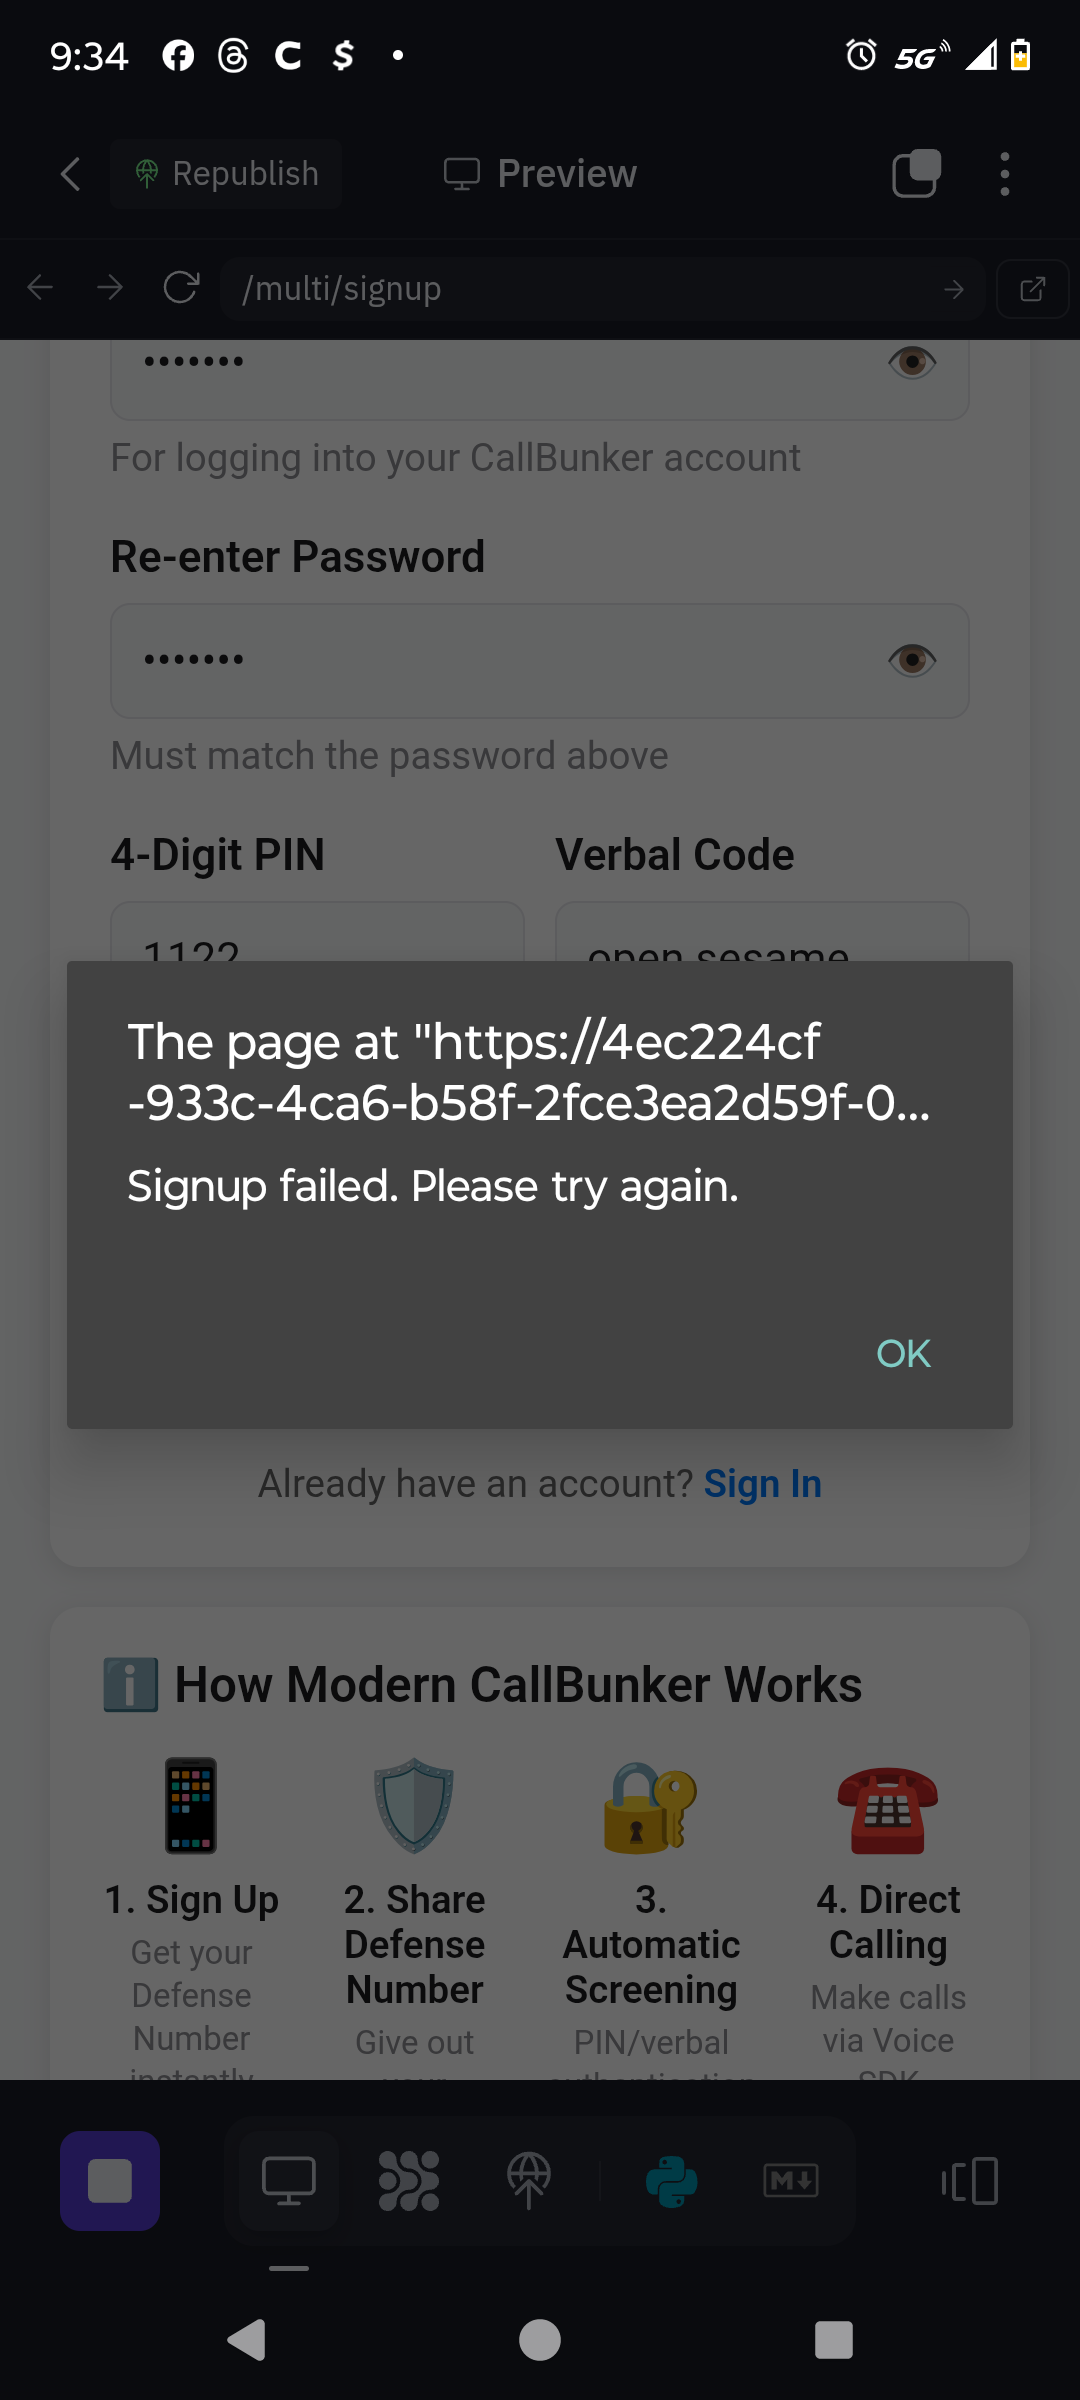 9:34
5G
Republish
Preview
/multi/signup
•••••••
For logging into your CallBunker account
Re-enter Password
•••••••
Must match the password above
4-Digit PIN
Verbal Code
1122
open sesame
The page at "https://4ec224cf
-933c-4ca6-b58f-2fce3ea2d59f-0...
Signup failed. Please try again.
OK
Already have an account? Sign In
How Modern CallBunker Works
1. Sign Up
Get your
Defense
Number
instantly
2. Share
Defense
Number
Give out
your
3.
Automatic
Screening
PIN/verbal
authentication
4. Direct
Calling
Make calls
via Voice
SDK